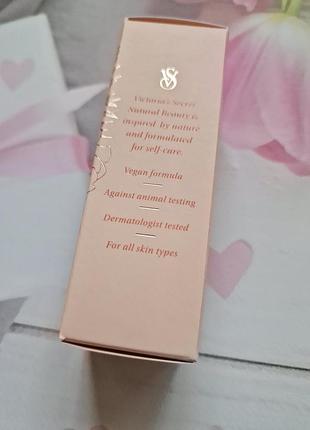 VS
Victoria's Secret
Natural Beauty is
inspired by nature
and formulated
for self-care.
Vegan formula
Against animal testing
Dermatologist tested
For all skin types